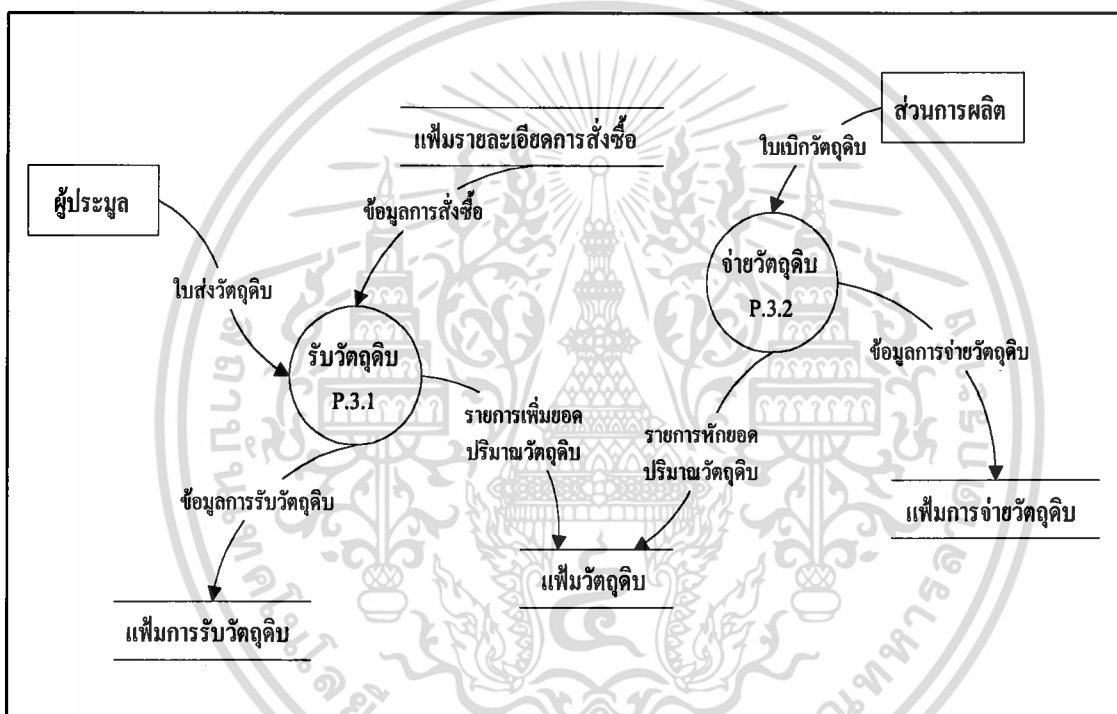 แฟ้มรายละเอียดการสั่งซื้อ
ส่วนการผลิต
ใบเบิกวัตถุดิบ
ผู้ประมูล
ข้อมูลการสั่งซื้อ
ใบส่งวัตถุดิบ
จ่ายวัตถุดิบ
P.3.2
รับวัตถุดิบ
P.3.1
ข้อมูลการจ่ายวัตถุดิบ
รายการเพิ่มยอด
ปริมาณวัตถุดิบ
รายการหักยอด
ปริมาณวัตถุดิบ
ข้อมูลการรับวัตถุดิบ
แฟ้มการจ่ายวัตถุดิบ
แฟ้มวัตถุดิบ
แฟ้มการรับวัตถุดิบ